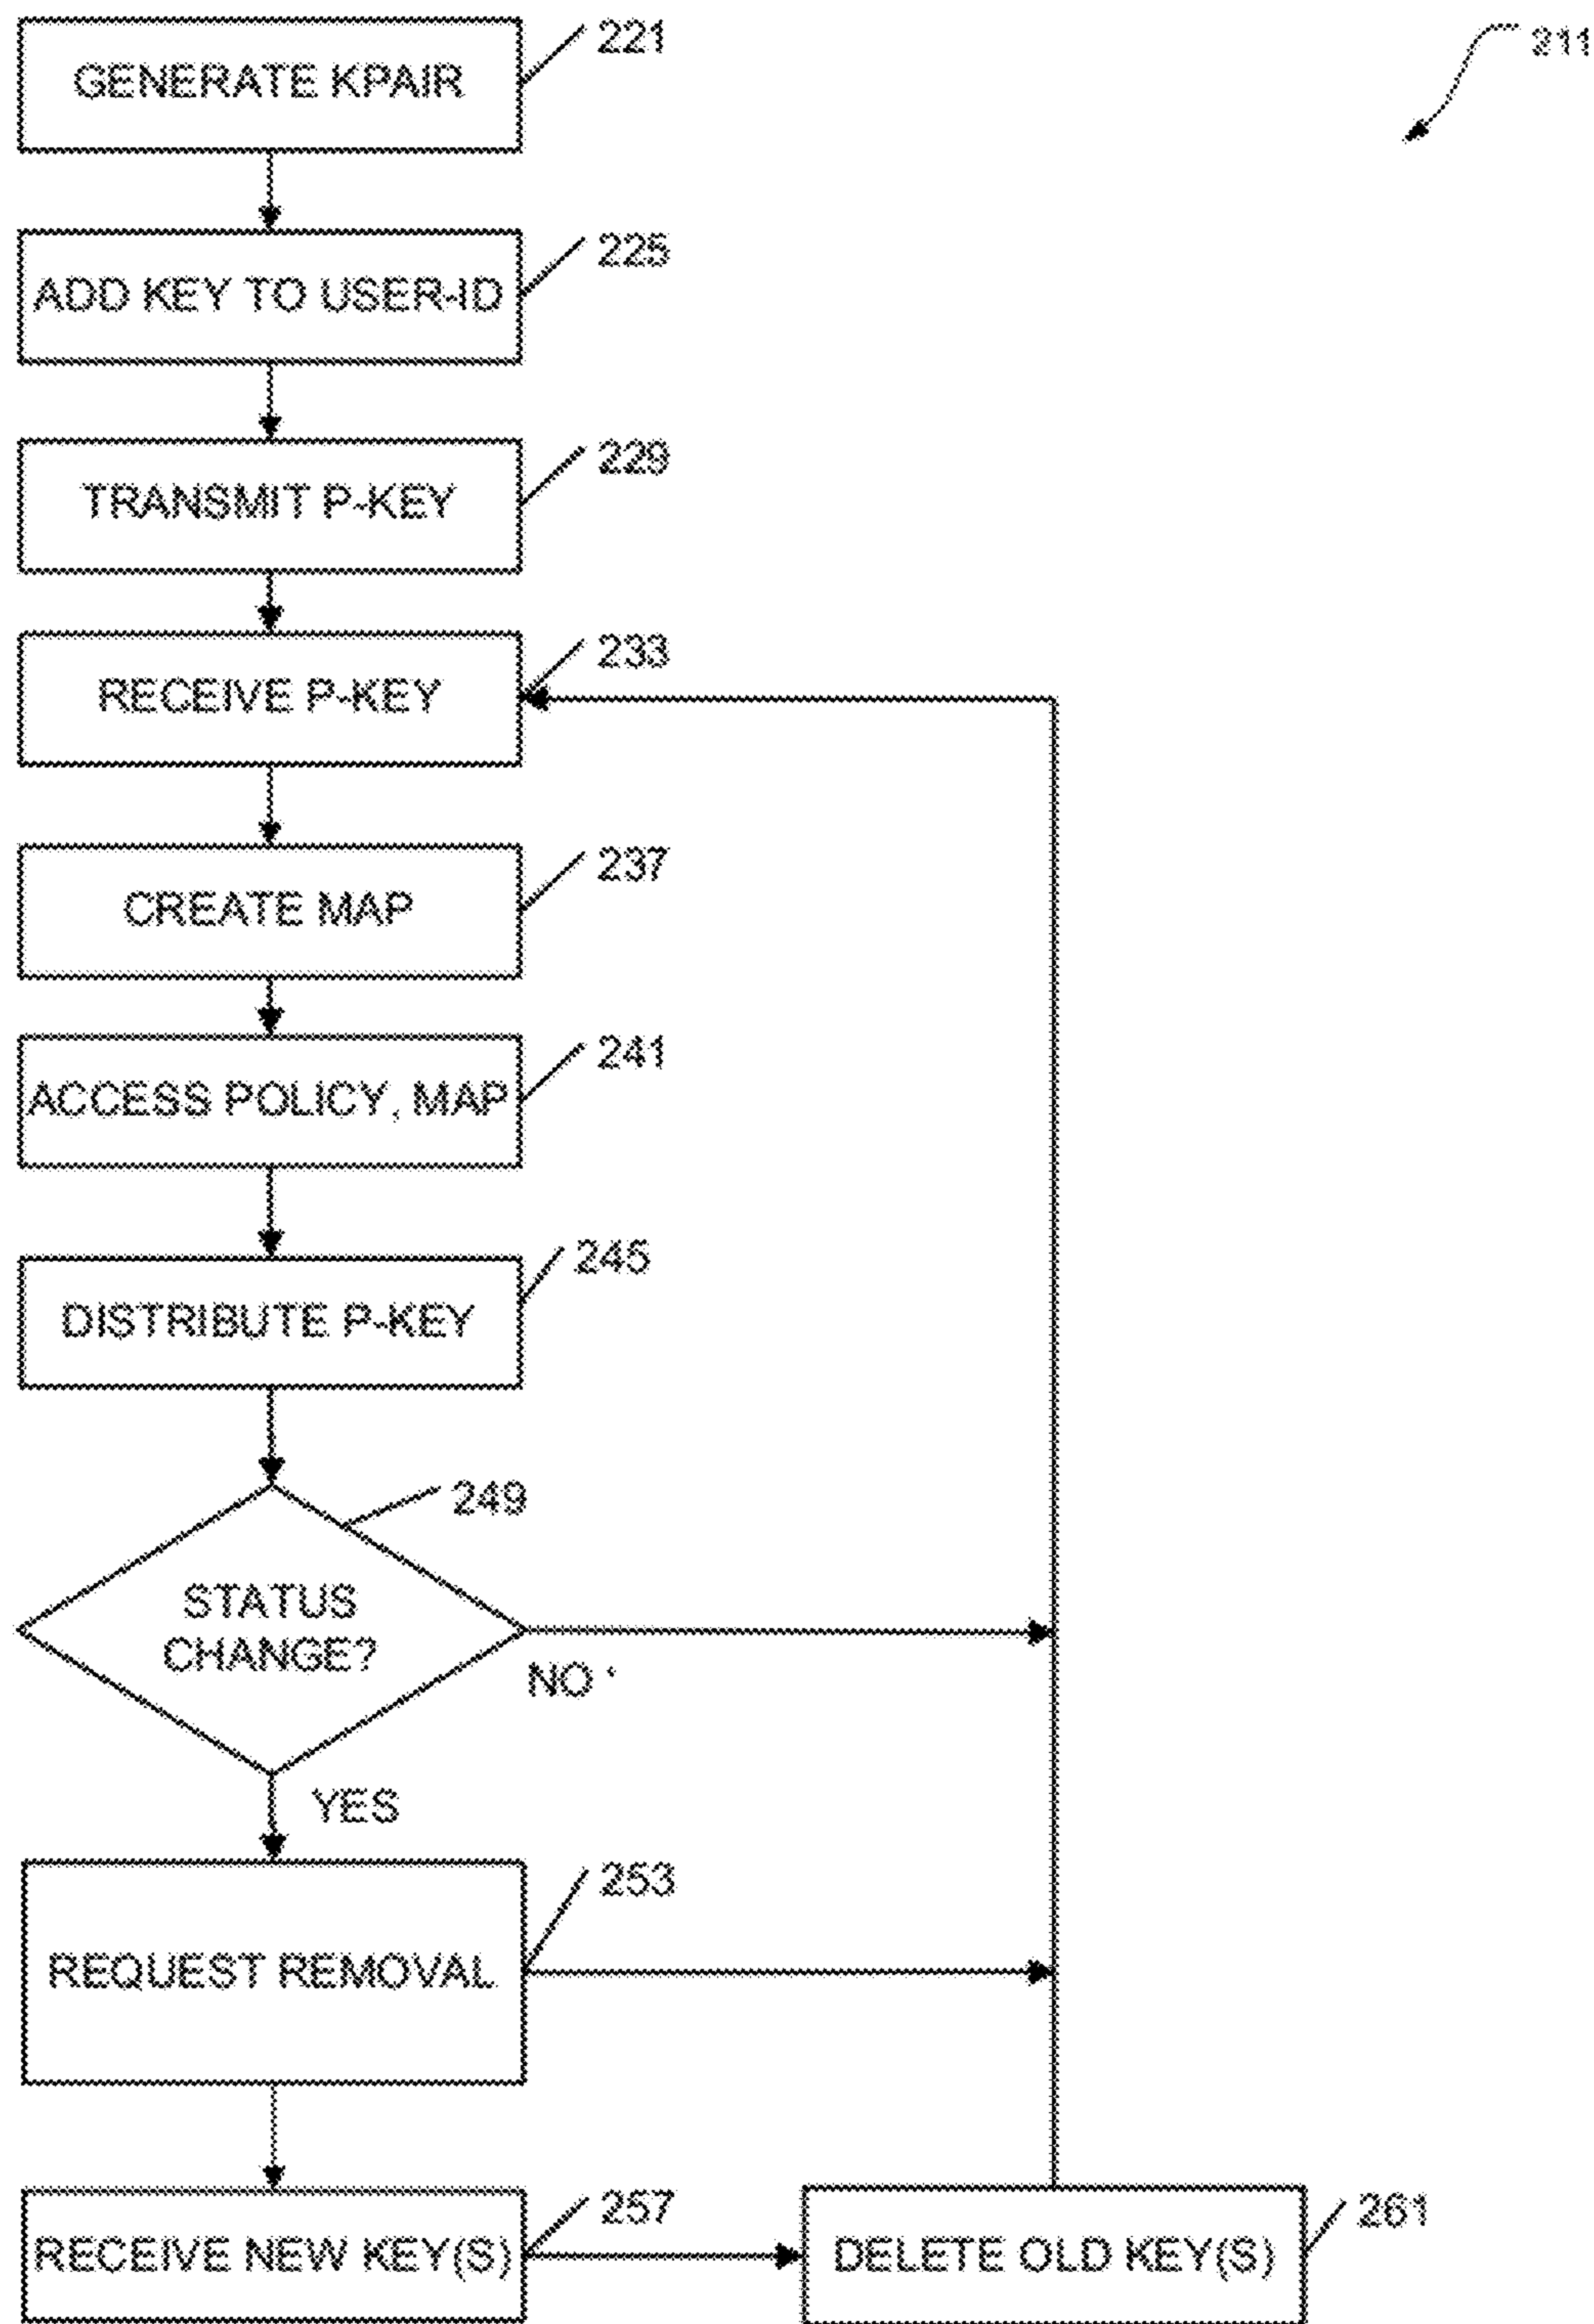 221
211
GENERATE KPAIR
225
ADD KEY TO USER-ID
229
TRANSMIT P-KEY
233
RECEIVE P-KEY
237
CREATE MAP
241
ACCESS POLICY, MAP
245
DISTRIBUTE P-KEY
249
STATUS
CHANGE?
NO
YES
253
REQUEST REMOVAL
257
261
RECEIVE NEW KEY(S)
DELETE OLD KEY(S)